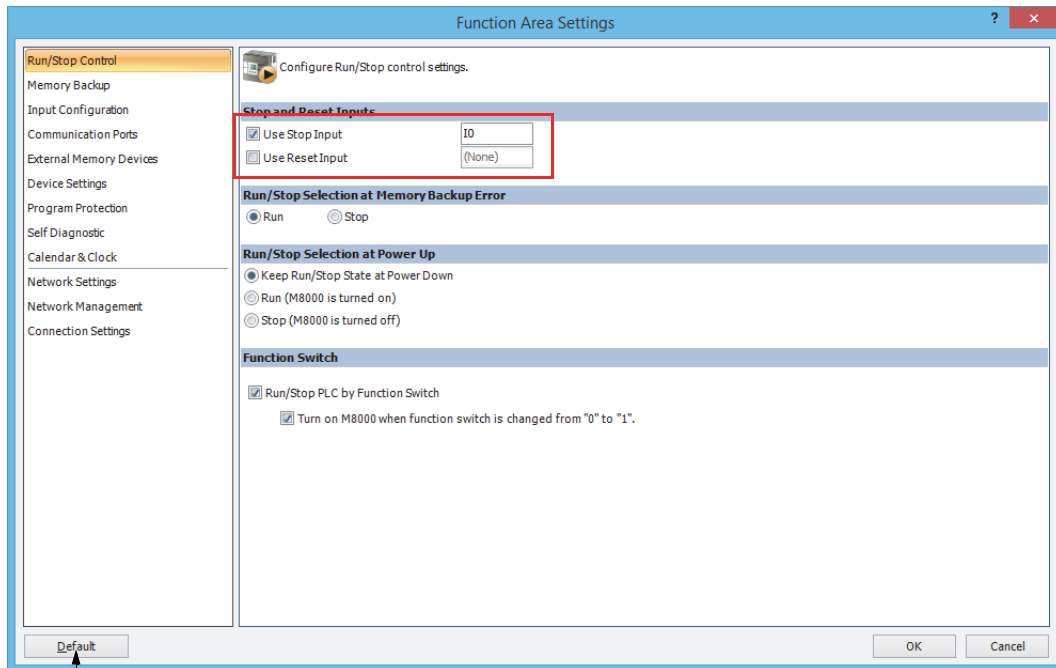 Function Area Settings
?
×
Run/Stop Control
Memory Backup
Input Configuration
Communication Ports
External Memory Devices
Device Settings
Program Protection
Self Diagnostic
Calendar & Clock
Network Settings
Network Management
Connection Settings
Configure Run/Stop control settings.
Stop and Reset Inputs
Use Stop Input I0
Use Reset Input (None)
Run/Stop Selection at Memory Backup Error
Run Stop
Run/Stop Selection at Power Up
Keep Run/Stop State at Power Down
Run (M8000 is turned on)
Stop (M8000 is turned off)
Function Switch
Run/Stop PLC by Function Switch
Turn on M8000 when function switch is changed from "0" to "1".
Default OK Cancel